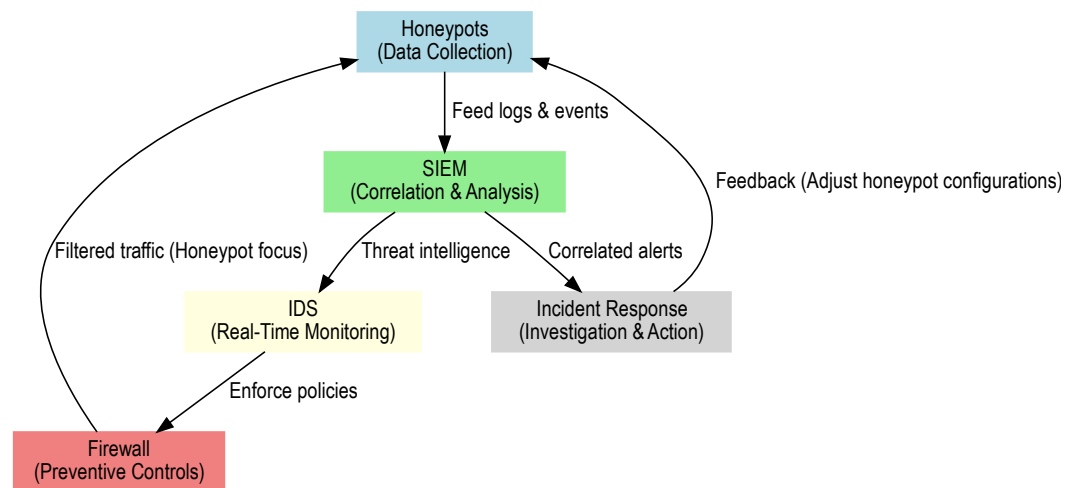 Honeypots
(Data Collection)
Feed logs & events
SIEM
(Correlation & Analysis)
Feedback (Adjust honeypot configurations)
Filtered traffic (Honeypot focus)
Threat intelligence
Correlated alerts
IDS
(Real-Time Monitoring)
Incident Response
(Investigation & Action)
Enforce policies
Firewall
(Preventive Controls)